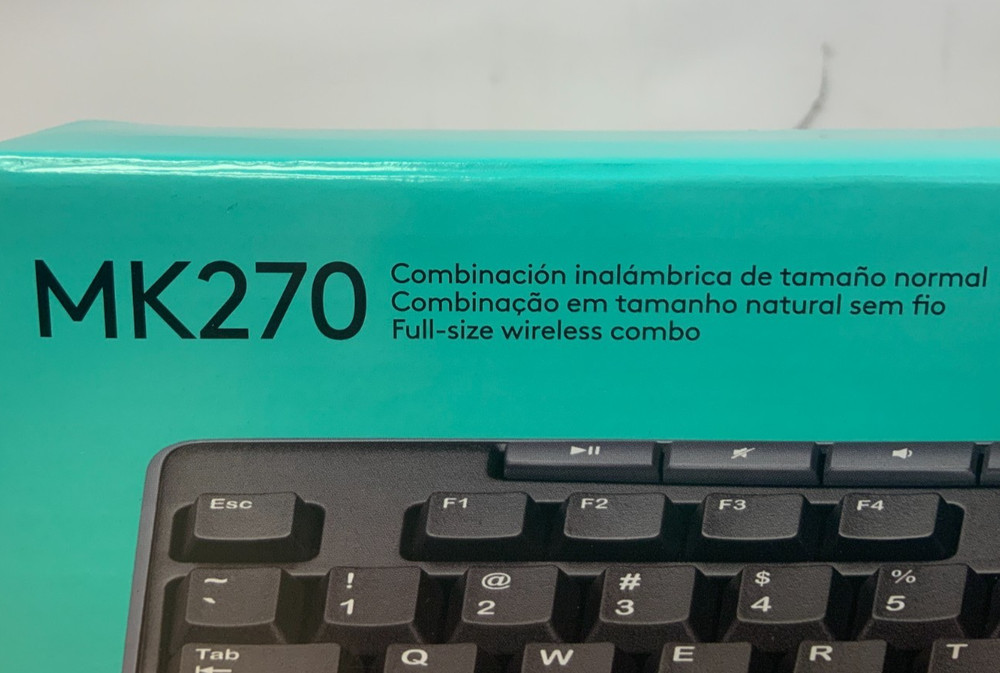 MK270
Combinación inalámbrica de tamaño normal
Combinação em tamanho natural sem fio
Full-size wireless combo
Esc F1 F2 F3 F4
~ ! @ # $ %
` 1 2 3 4 5
Tab Q W E R T